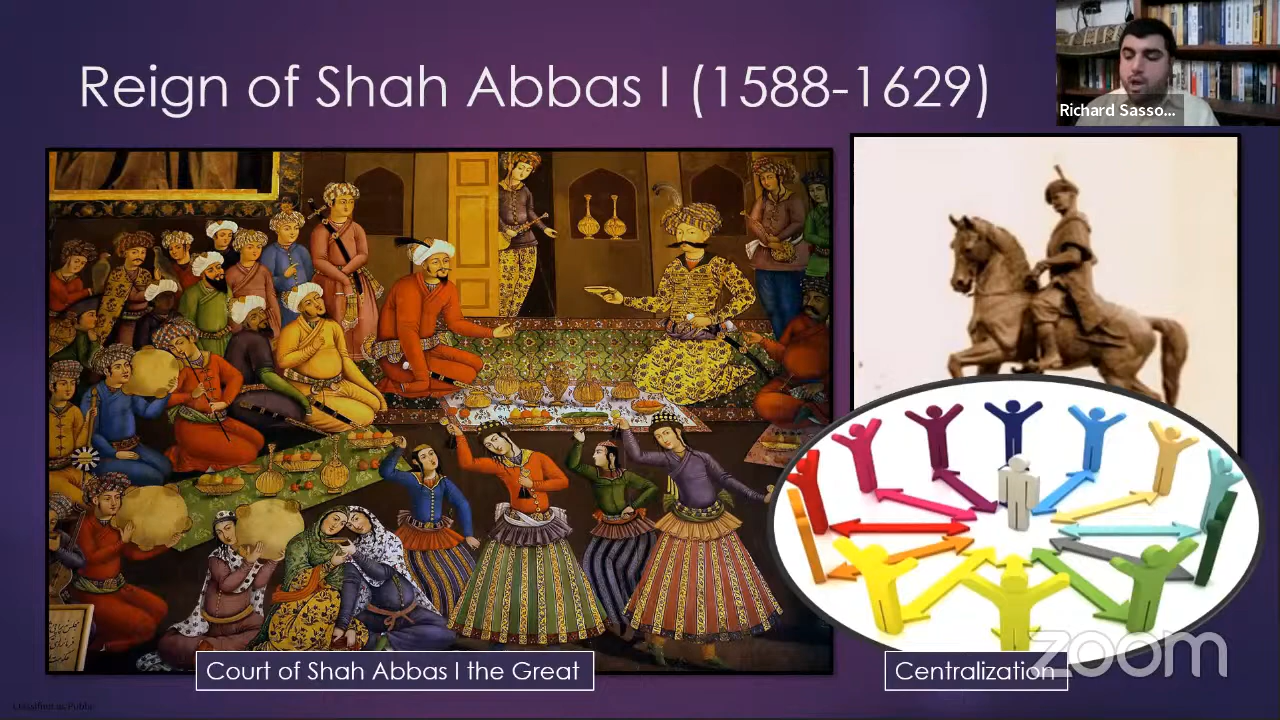 Reign of Shah Abbas I (1588-1629)
Richard Sasso...
Court of Shah Abbas I the Great
Centralization
zoom